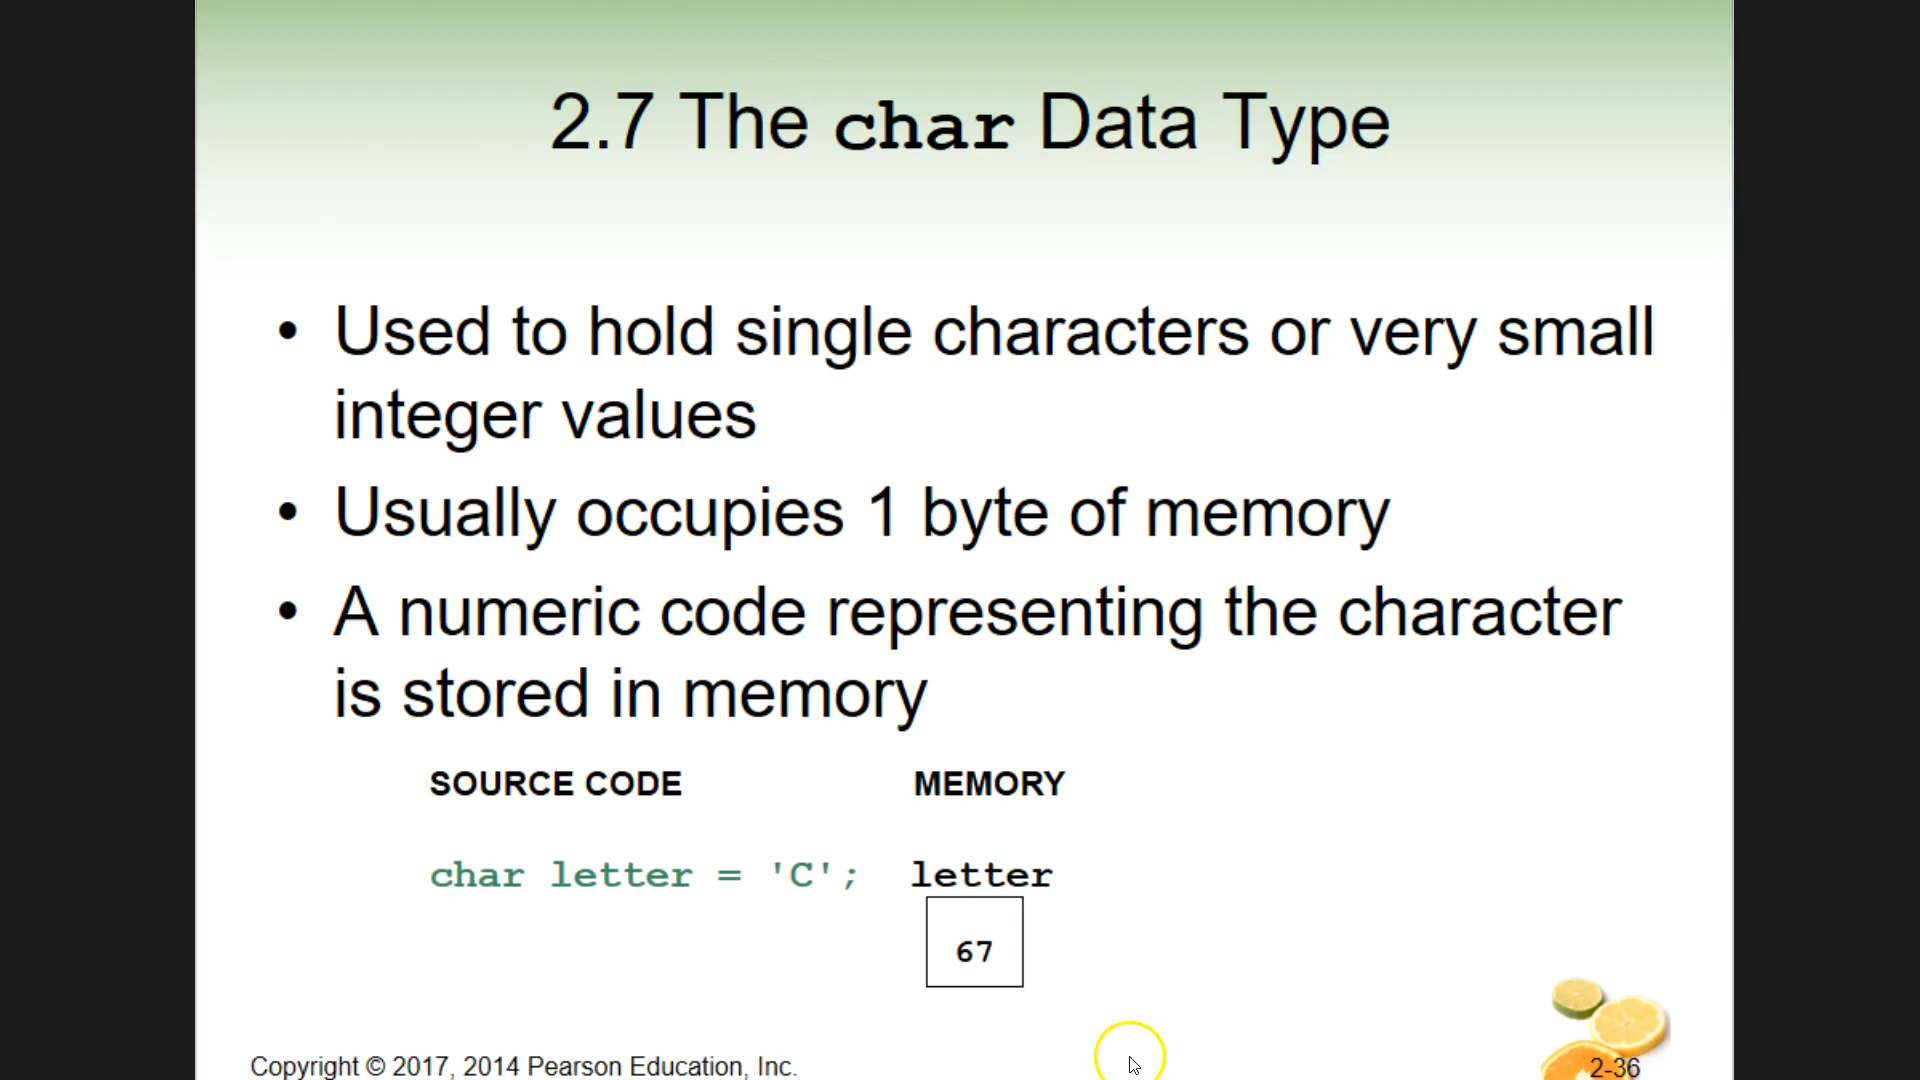 2.7 The char Data Type
• Used to hold single characters or very small
integer values
• Usually occupies 1 byte of memory
• A numeric code representing the character
is stored in memory
SOURCE CODE MEMORY
char letter = 'C'; letter
67
Copyright © 2017, 2014 Pearson Education, Inc. 2-36